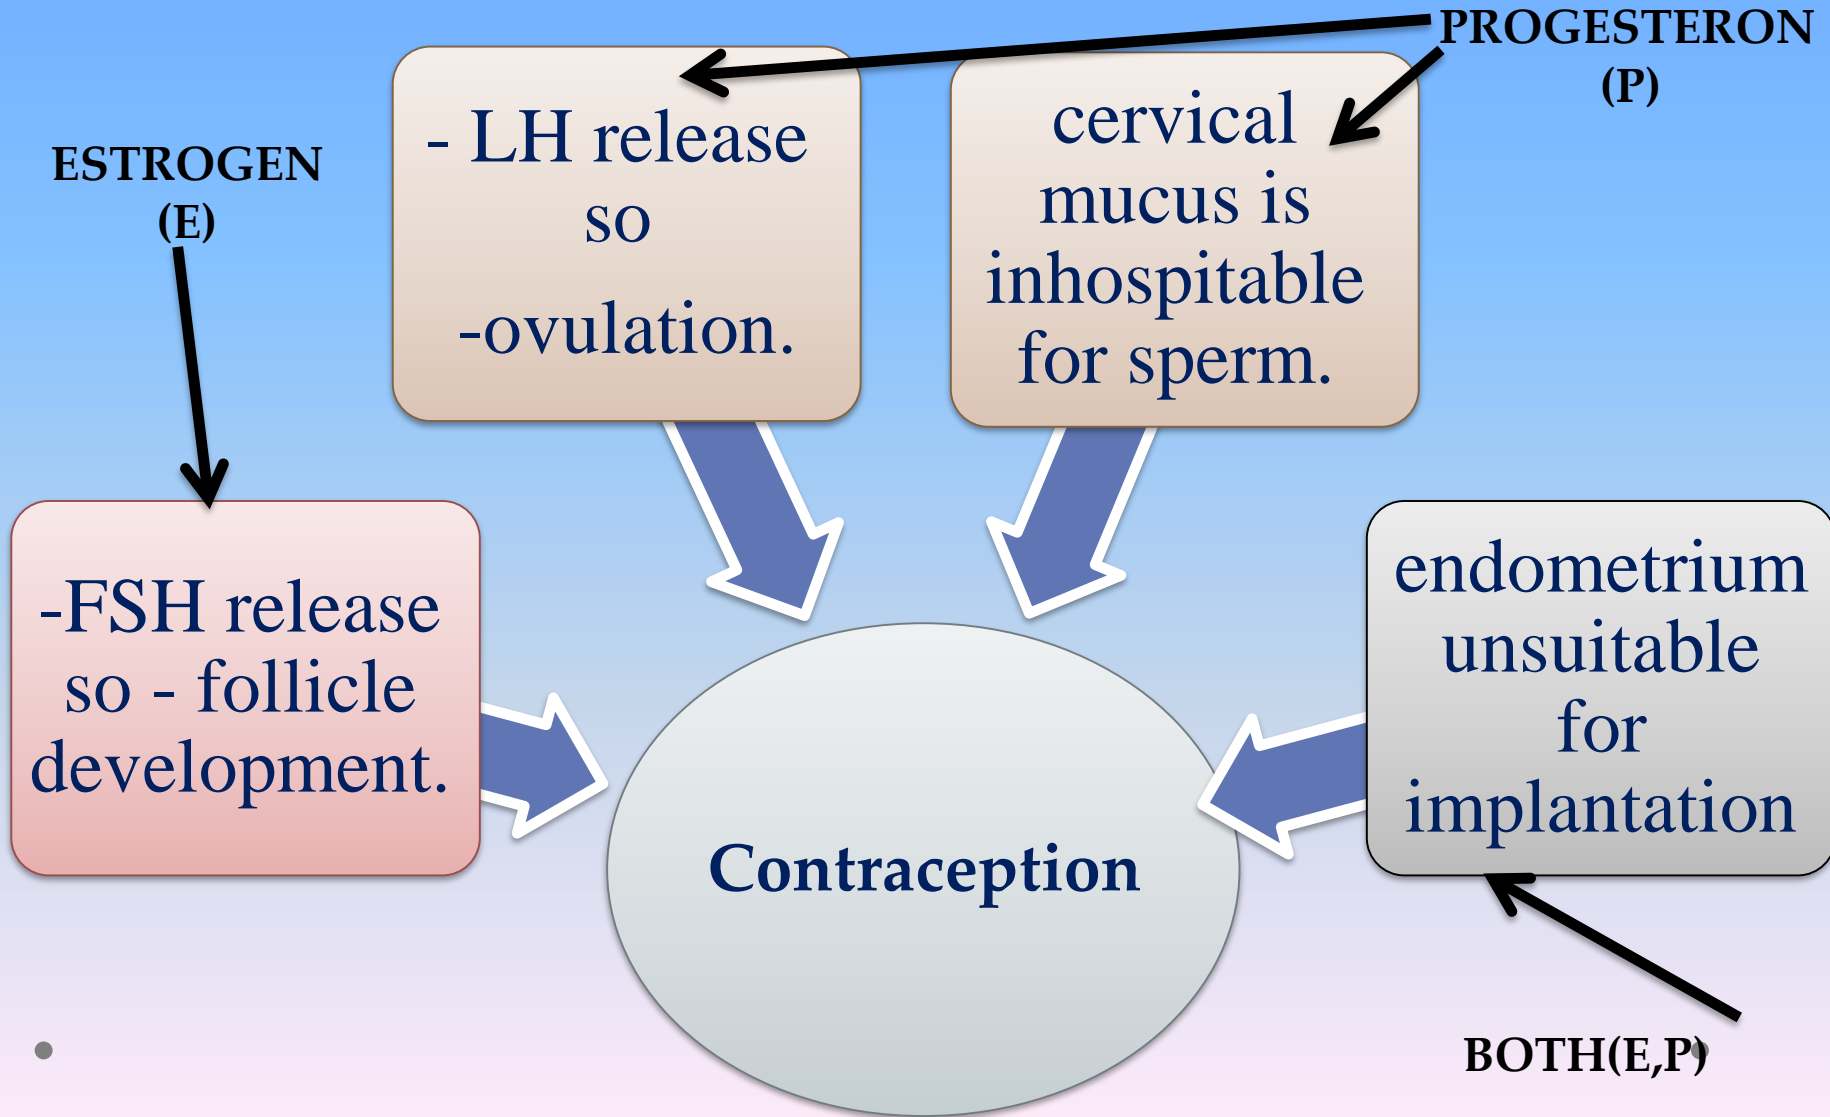 PROGESTERON
(P)
ESTROGEN
(E)
- LH release
so
-ovulation.
cervical
mucus is
inhospitable
for sperm.
-FSH release
so - follicle
development.
endometrium
unsuitable
for
implantation
Contraception
BOTH(E,P)